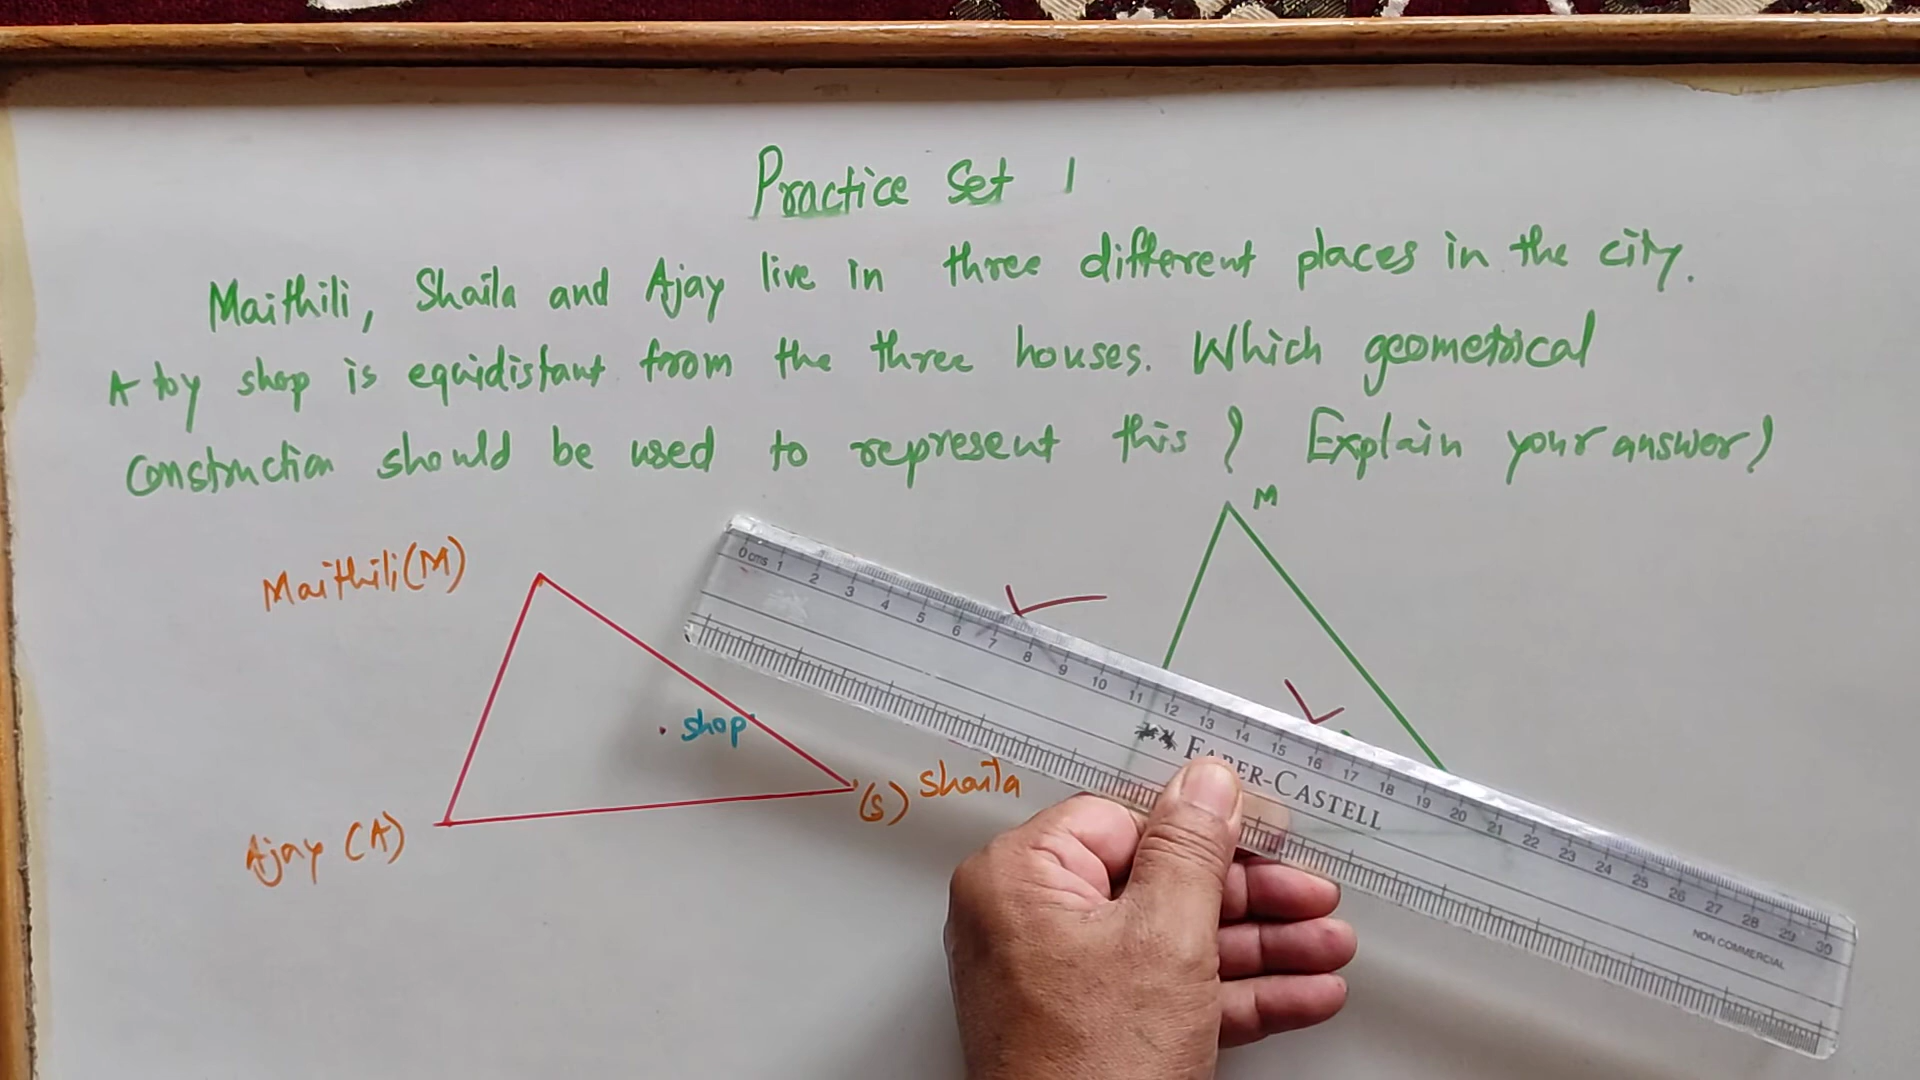 Practice Set 1
Maithili, Shaila and Ajay live in three different places in the city.
A toy shop is equidistant from the three houses. Which geometrical
construction should be used to represent this? Explain your answer?
M
Maithili(M)
0 cms 1 2 3 4 5 6 7 8 9 10 11 12 13 14 15 16 17 18 19 20 21 22 23 24 25 26 27 28 29 30
. shop
FABER-CASTELL
(S) Shaila
Ajay (A)
NON COMMERCIAL